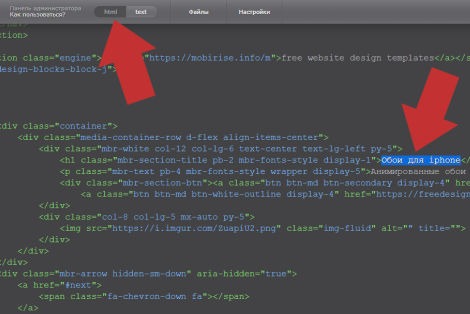 Панель администратора
Как пользоваться?
html text
Файлы
Настройки
ction>
tion class="engine">
"https://mobirise.info/m">free website design templates</a></s
design-blocks-block-j">
<div class="container">
<div class="media-container-row d-flex align-items-center">
<div class="mbr-white col-12 col-lg-6 text-center text-lg-left py-5">
<h1 class="mbr-section-title pb-2 mbr-fonts-style display-1">Обои для iphone</
<p class="mbr-text pb-4 mbr-fonts-style wrapper display-5">Анимированные обои
<div class="mbr-section-btn"><a class="btn btn-md btn-secondary display-4" hre
<a class="btn btn-md btn-white-outline display-4" href="https://freedesign
</div>
</div>
<div class="col-8 col-lg-5 mx-auto py-5">
<img src="https://i.imgur.com/ZuapiU2.png" class="img-fluid" alt="" title="">
</div>
</div>
</div>
<div class="mbr-arrow hidden-sm-down" aria-hidden="true">
<a href="#next">
<span class="fa-chevron-down fa"></span>
</a>